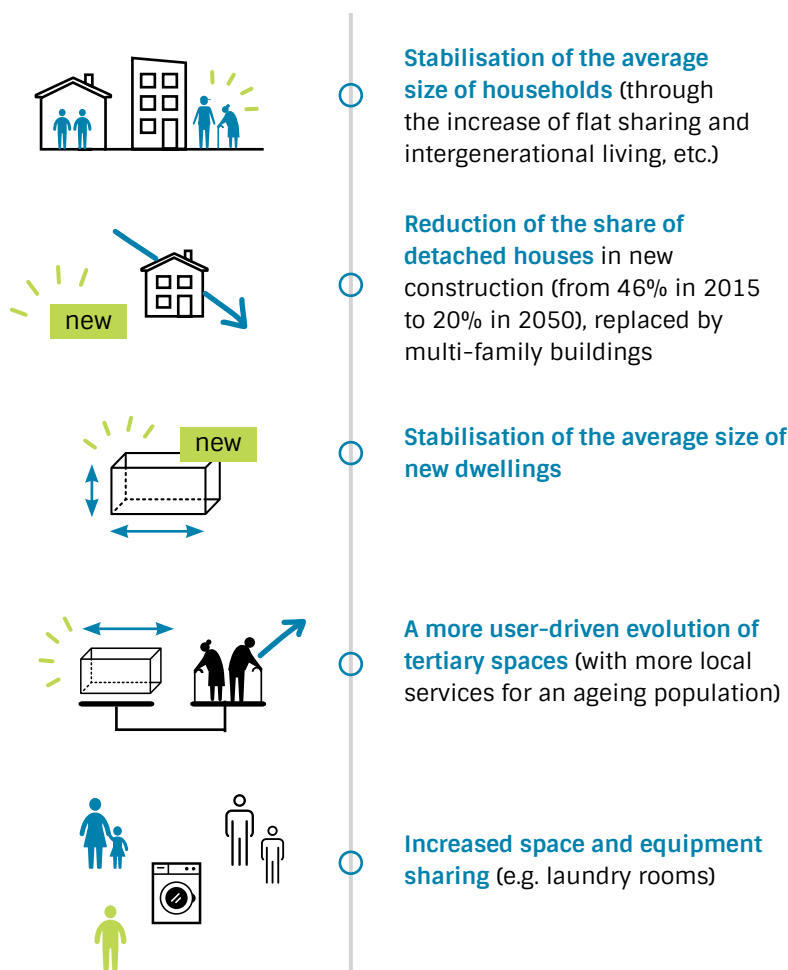 Stabilisation of the average
size of households (through
the increase of flat sharing and
intergenerational living, etc.)
Reduction of the share of
detached houses in new
construction (from 46% in 2015
to 20% in 2050), replaced by
multi-family buildings
new
Stabilisation of the average size of
new dwellings
new
A more user-driven evolution of
tertiary spaces (with more local
services for an ageing population)
Increased space and equipment
sharing (e.g. laundry rooms)